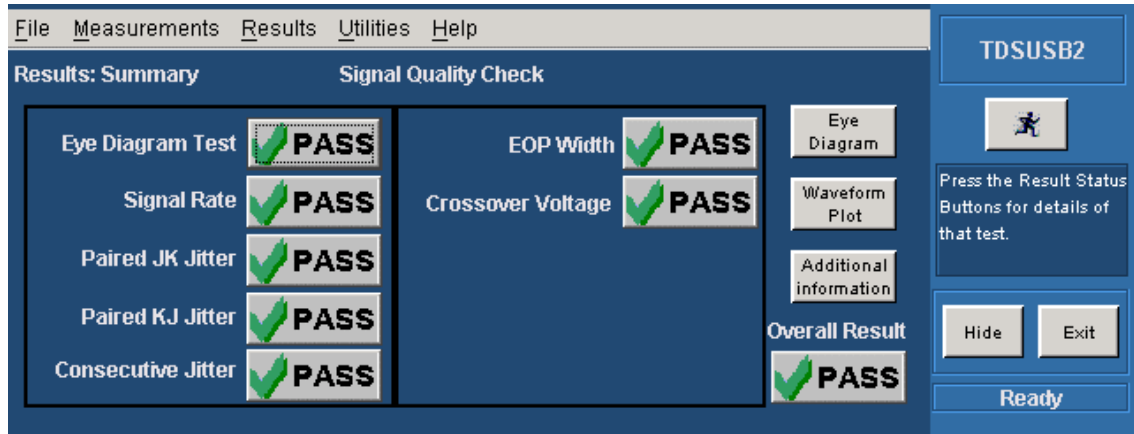 File Measurements Results Utilities Help
TDSUSB2
Results: Summary Signal Quality Check
Eye Diagram Test PASS
Signal Rate PASS
Paired JK Jitter PASS
Paired KJ Jitter PASS
Consecutive Jitter PASS
EOP Width PASS
Crossover Voltage PASS
Eye
Diagram
Waveform
Plot
Additional
information
Overall Result
PASS
Press the Result Status
Buttons for details of
that test.
Hide Exit
Ready